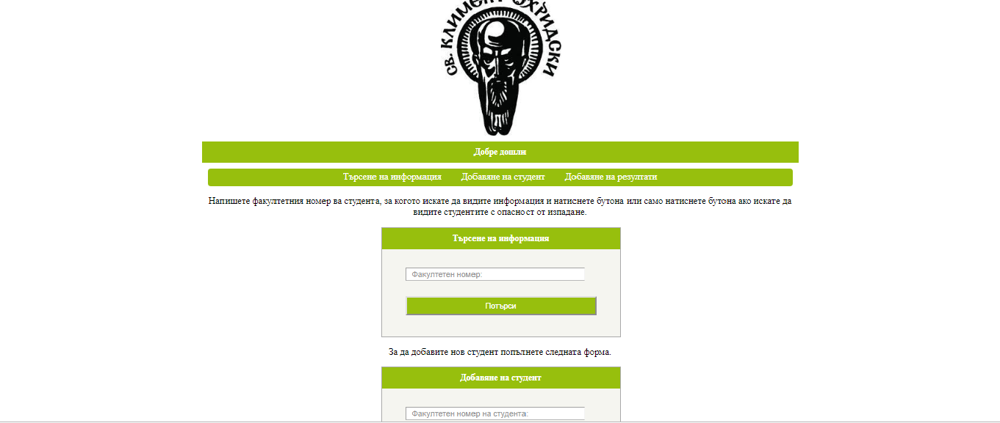 СВ. КЛИМЕНТ ОХРИДСКИ
Добре дошли
Търсене на информация Добавяне на студент Добавяне на резултати
Напишете факултетния номер ва студента, за когото искате да видите информация и натиснете бутона или само натиснете бутона ако искате да
видите студентите с опасност от изпадане.
Търсене на информация
Факултетен номер:
Потърси
За да добавите нов студент попълнете следната форма.
Добавяне на студент
Факултетен номер на студента: